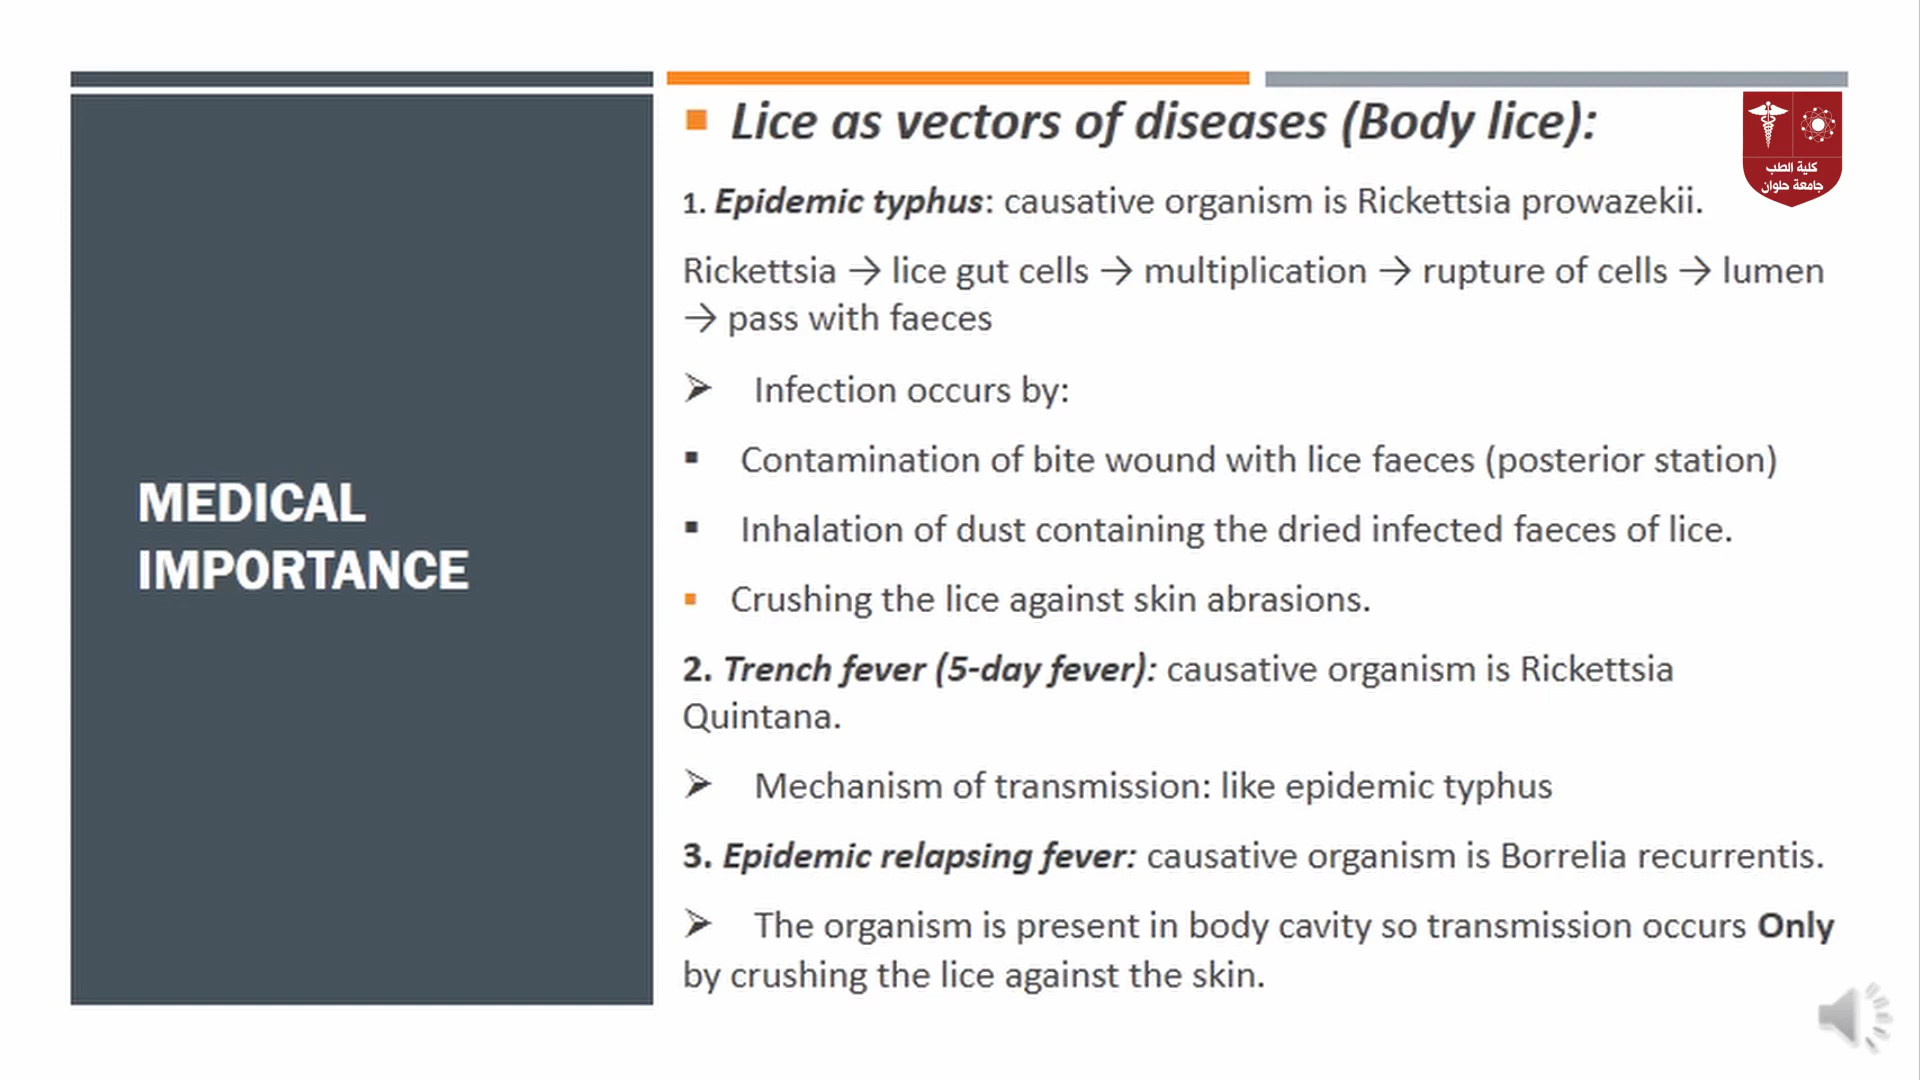 MEDICAL
IMPORTANCE
Lice as vectors of diseases (Body lice):
كلية الطب
جامعة حلوان
1. Epidemic typhus: causative organism is Rickettsia prowazekii.
Rickettsia → lice gut cells → multiplication → rupture of cells → lumen
→ pass with faeces
Infection occurs by:
Contamination of bite wound with lice faeces (posterior station)
Inhalation of dust containing the dried infected faeces of lice.
Crushing the lice against skin abrasions.
2. Trench fever (5-day fever): causative organism is Rickettsia
Quintana.
Mechanism of transmission: like epidemic typhus
3. Epidemic relapsing fever: causative organism is Borrelia recurrentis.
The organism is present in body cavity so transmission occurs Only
by crushing the lice against the skin.